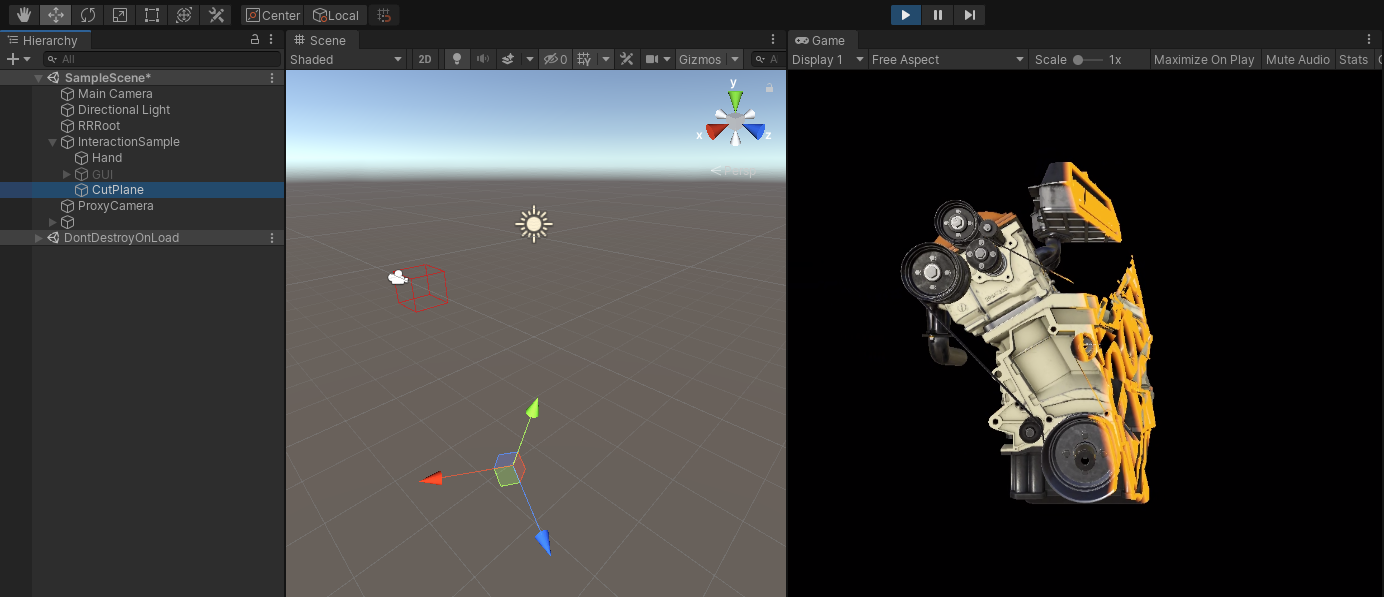 Center Local
Hierarchy
All
SampleScene*
Main Camera
Directional Light
RRRoot
InteractionSample
Hand
GUI
CutPlane
ProxyCamera
DontDestroyOnLoad
Scene
Shaded 2D 0 Gizmos A
y
x z
Persp
Game
Display 1 Free Aspect Scale 1x Maximize On Play Mute Audio Stats